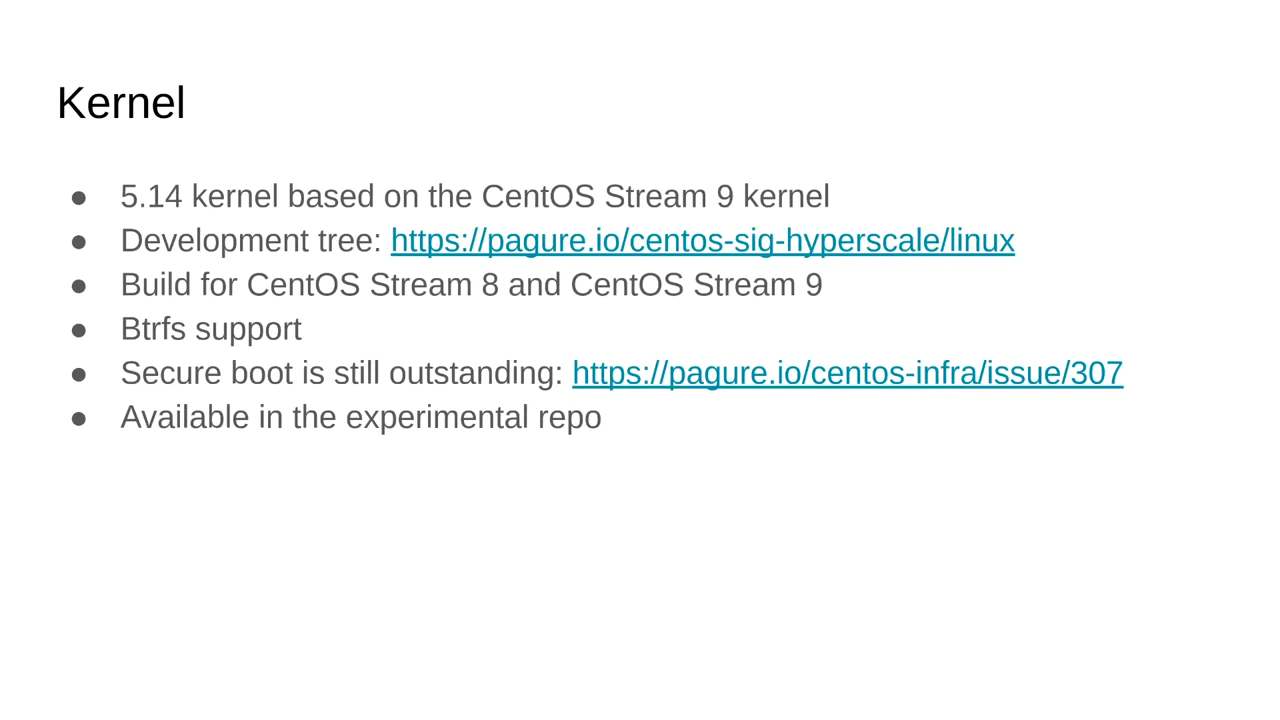 Kernel
● 5.14 kernel based on the CentOS Stream 9 kernel
● Development tree: https://pagure.io/centos-sig-hyperscale/linux
● Build for CentOS Stream 8 and CentOS Stream 9
● Btrfs support
● Secure boot is still outstanding: https://pagure.io/centos-infra/issue/307
● Available in the experimental repo